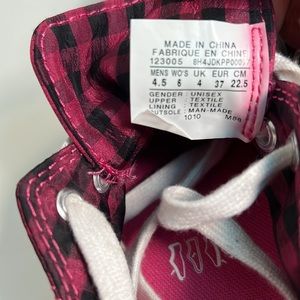 MADE IN CHINA
FABRIQUE EN CHINE
123005
MENS WO'S UK EUR CM
4.5 6 4 37 22.5
GENDER : UNISEX
UPPER : TEXTILE
LINING : TEXTILE
OUTSOLE : MAN-MADE
1010